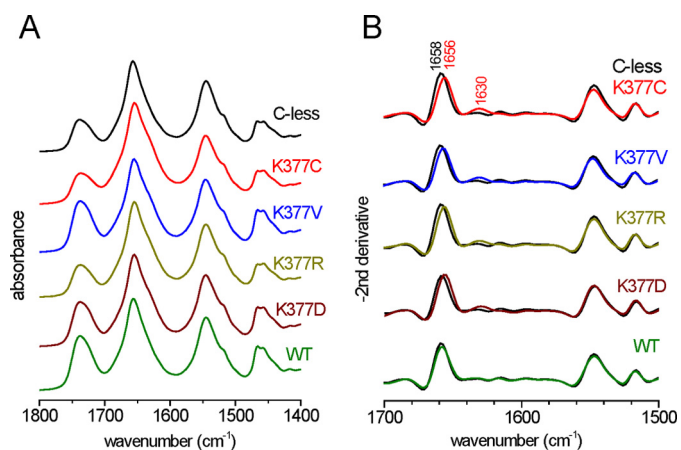 A
absorbance
C-less
K377C
K377V
K377R
K377D
WT
1800 1700 1600 1500 1400
wavenumber (cm⁻¹)
B
-2nd derivative
1658
1656
1630
C-less
K377C
K377V
K377R
K377D
WT
1700 1600 1500
wavenumber (cm⁻¹)